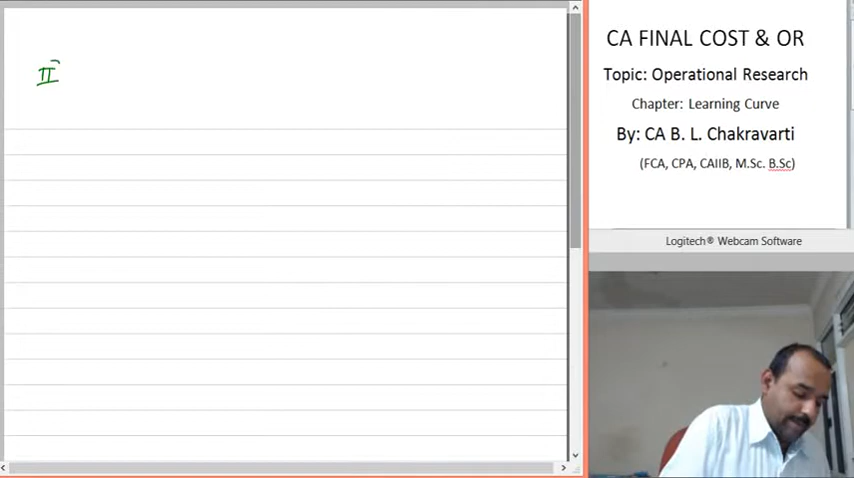 II
CA FINAL COST & OR
Topic: Operational Research
Chapter: Learning Curve
By: CA B. L. Chakravarti
(FCA, CPA, CAIIB, M.Sc. B.Sc)
Logitech® Webcam Software